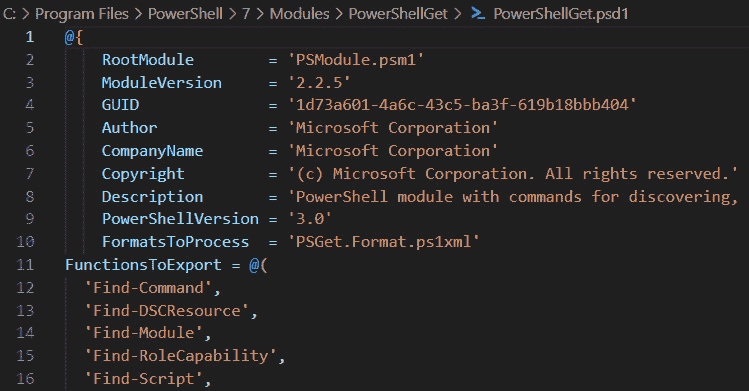 C: > Program Files > PowerShell > 7 > Modules > PowerShellGet > PowerShellGet.psd1
1 @{
2 RootModule = 'PSModule.psm1'
3 ModuleVersion = '2.2.5'
4 GUID = '1d73a601-4a6c-43c5-ba3f-619b18bbb404'
5 Author = 'Microsoft Corporation'
6 CompanyName = 'Microsoft Corporation'
7 Copyright = '(c) Microsoft Corporation. All rights reserved.'
8 Description = 'PowerShell module with commands for discovering,
9 PowerShellVersion = '3.0'
10 FormatsToProcess = 'PSGet.Format.ps1xml'
11 FunctionsToExport = @(
12 'Find-Command',
13 'Find-DSCResource',
14 'Find-Module',
15 'Find-RoleCapability',
16 'Find-Script',